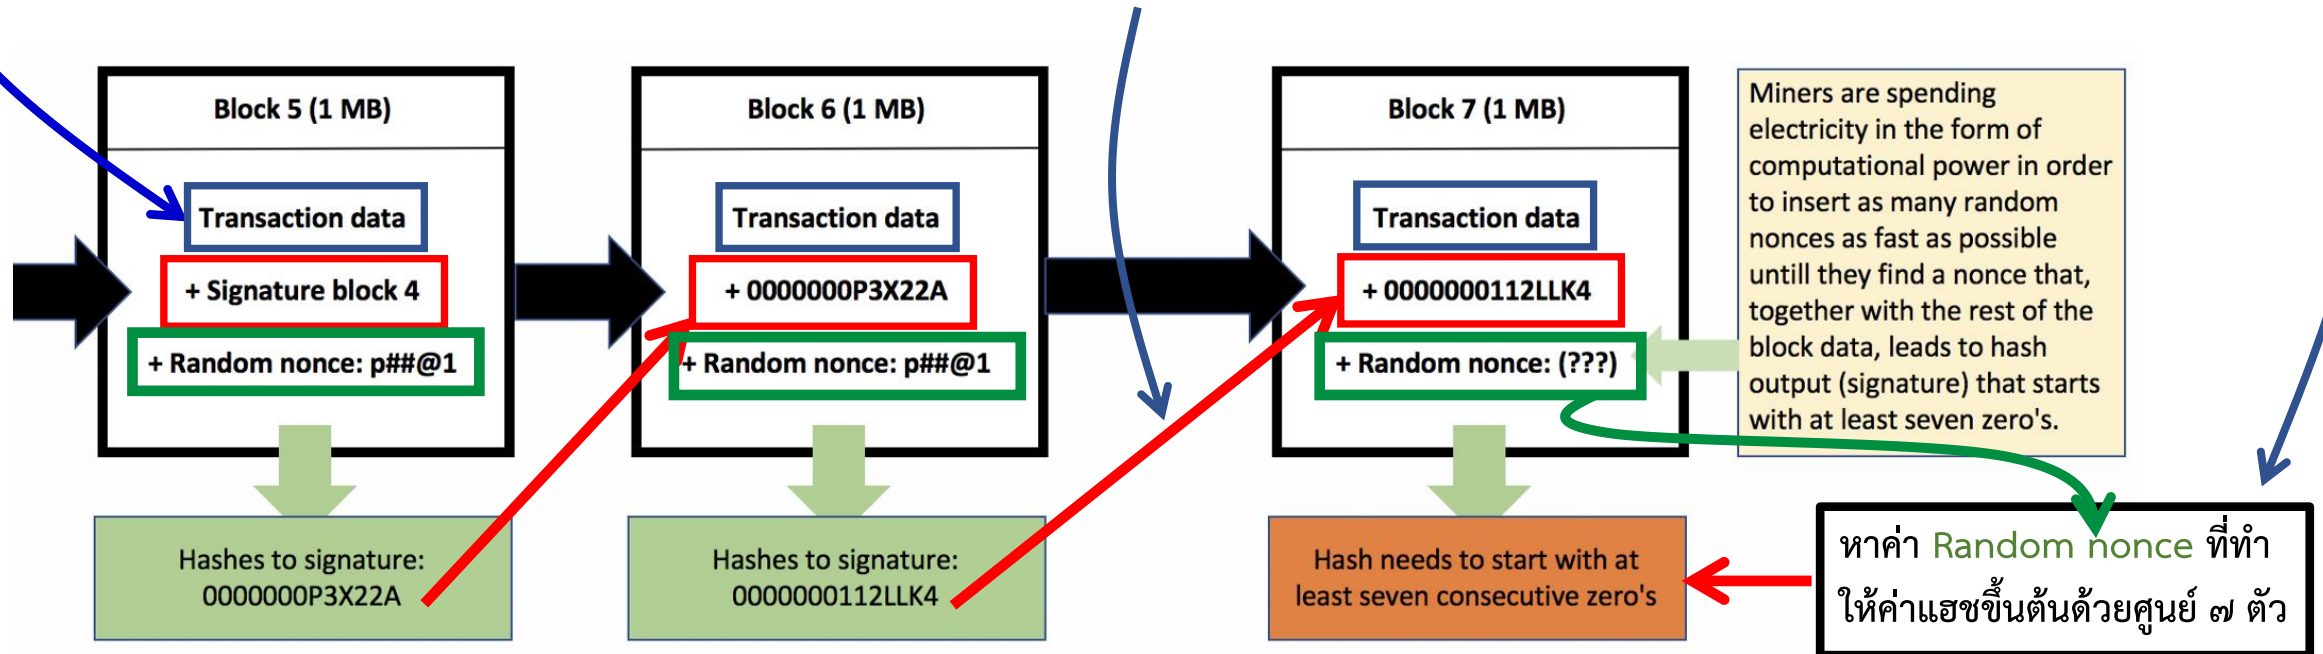 Block 5 (1 MB)
Transaction data
+ Signature block 4
+ Random nonce: p##@1
Hashes to signature:
0000000P3X22A
Block 6 (1 MB)
Transaction data
+ 0000000P3X22A
+ Random nonce: p##@1
Hashes to signature:
0000000112LLK4
Block 7 (1 MB)
Transaction data
+ 0000000112LLK4
+ Random nonce: (???)
Hash needs to start with at
least seven consecutive zero's
Miners are spending
electricity in the form of
computational power in order
to insert as many random
nonces as fast as possible
untill they find a nonce that,
together with the rest of the
block data, leads to hash
output (signature) that starts
with at least seven zero's.
หาค่า Random nonce ที่ทำ
ให้ค่าแฮชขึ้นต้นด้วยศูนย์ ๗ ตัว